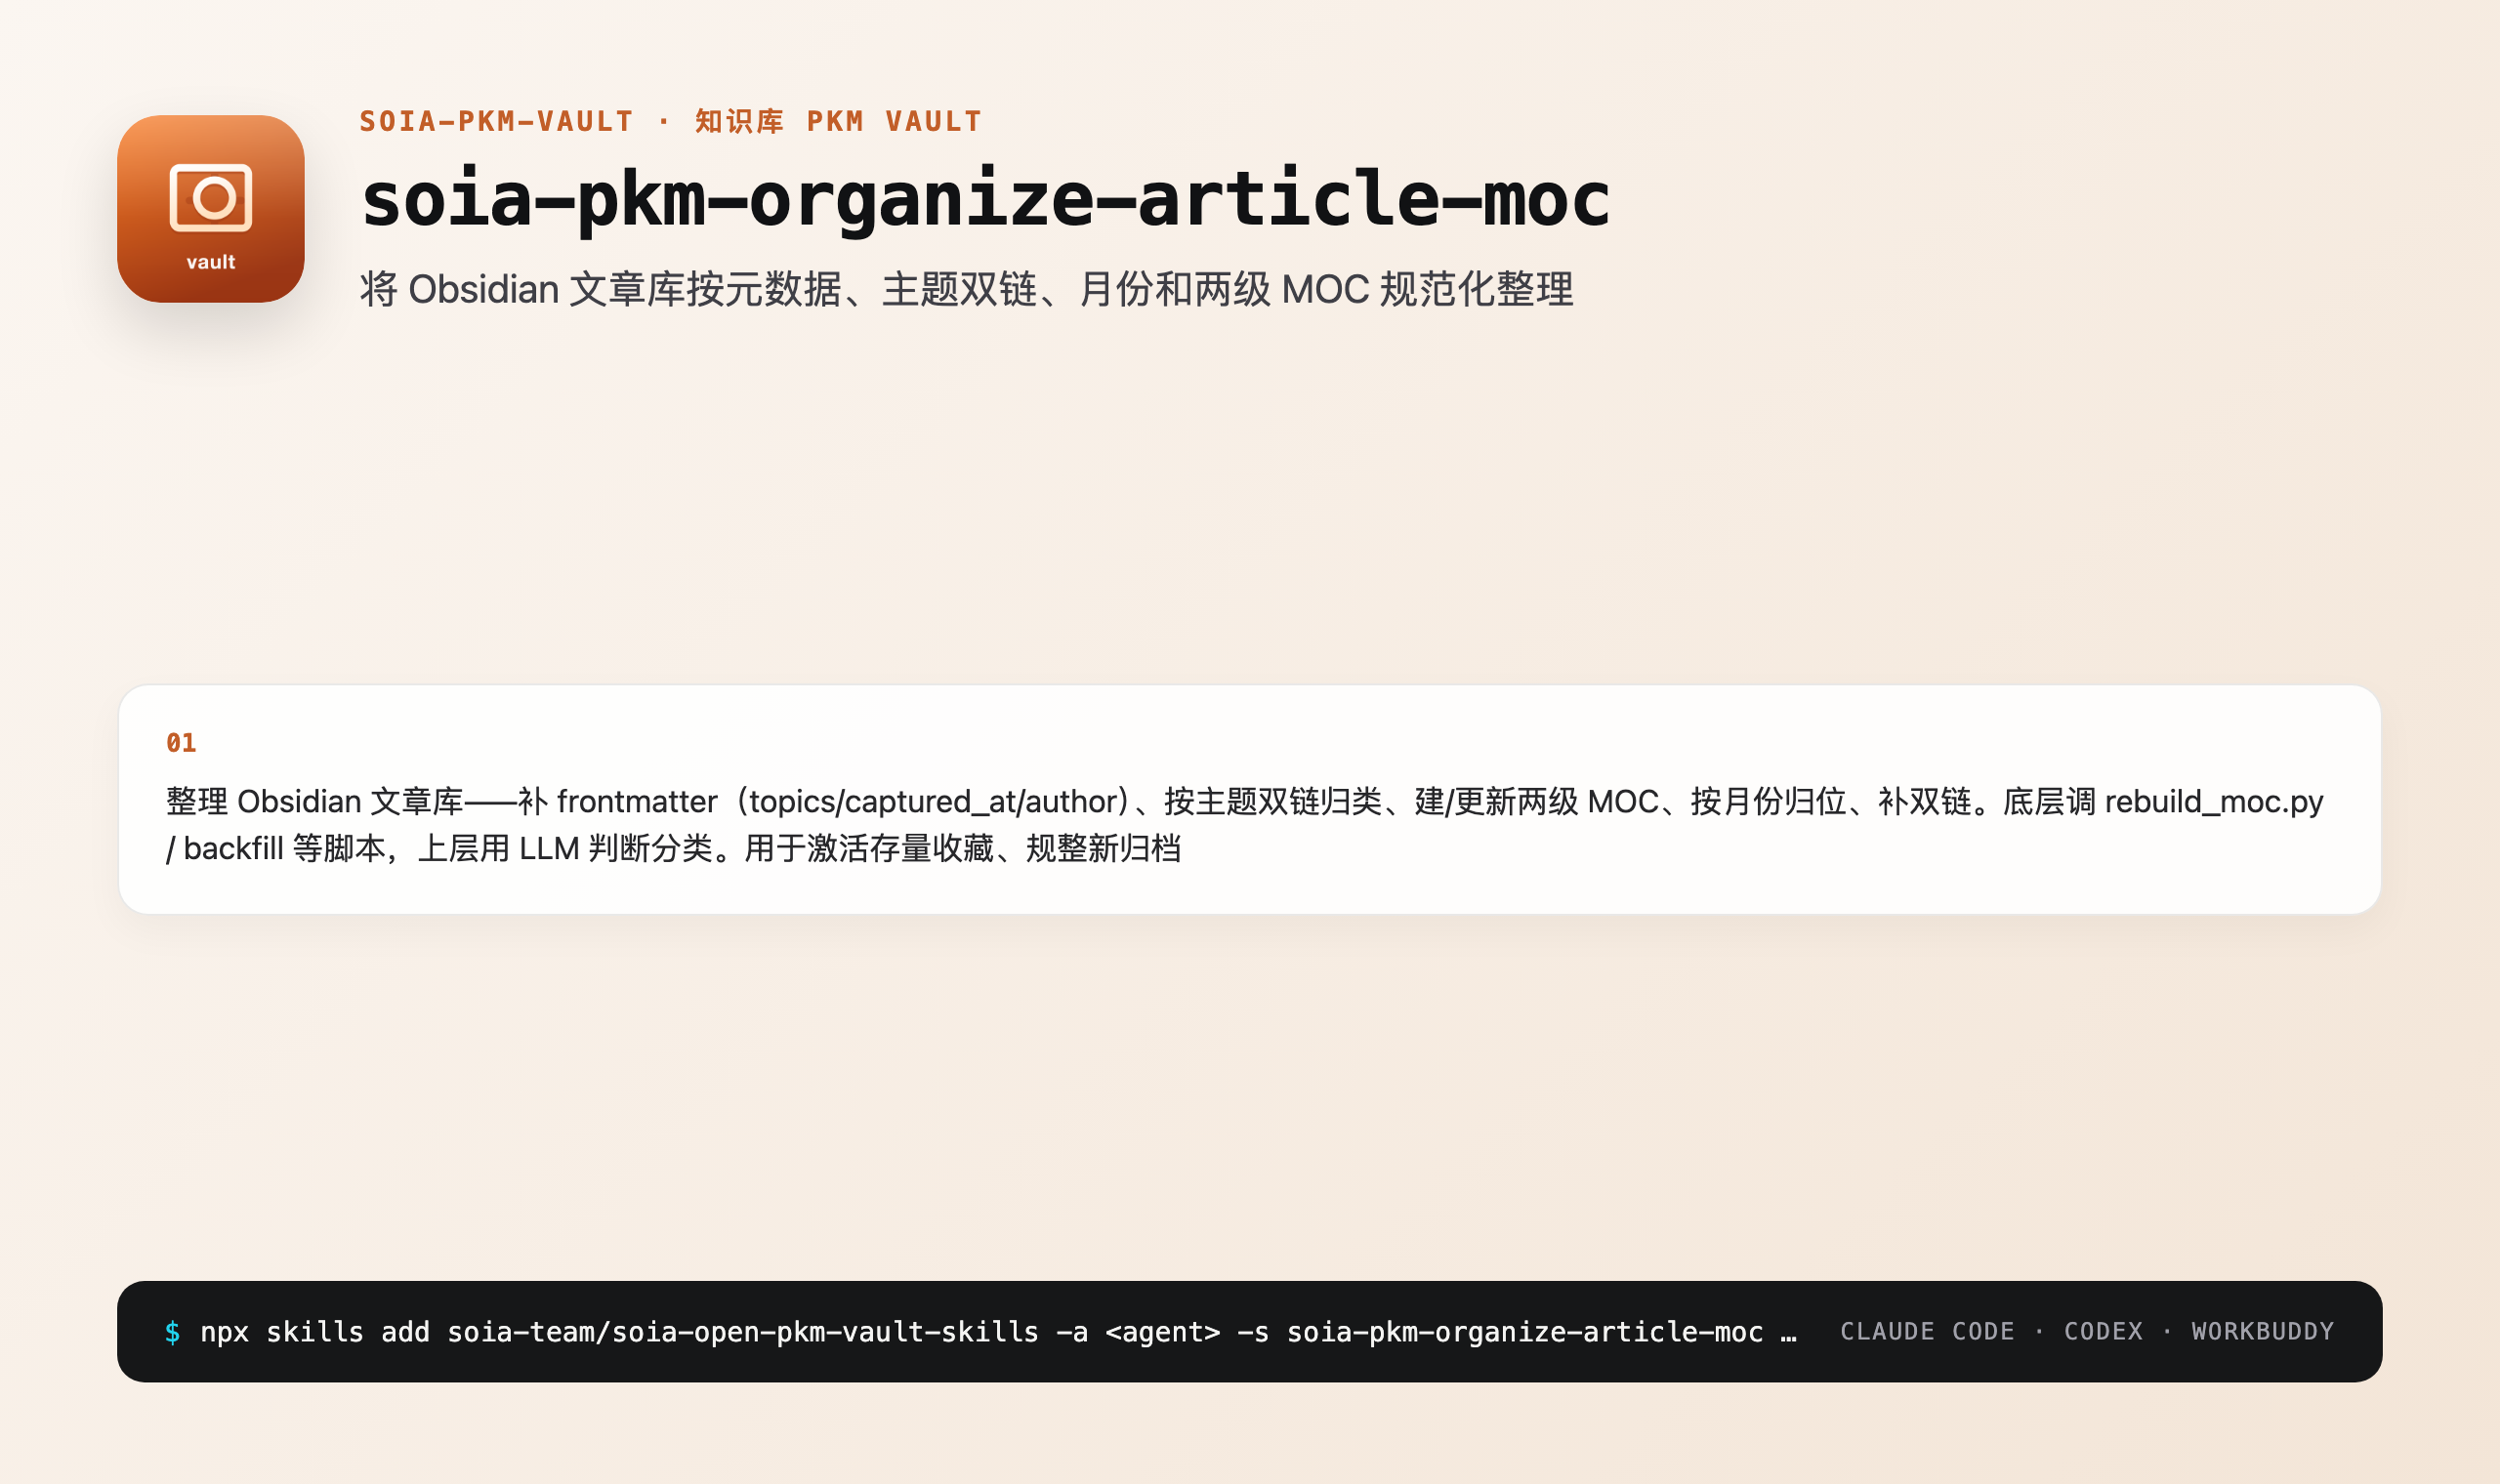 SOIA-PKM-VAULT · 知识库 PKM VAULT
soia-pkm-organize-article-moc
将 Obsidian 文章库按元数据、主题双链、月份和两级 MOC 规范化整理
vault
01
整理 Obsidian 文章库——补 frontmatter（topics/captured_at/author）、按主题双链归类、建/更新两级 MOC、按月份归位、补双链。底层调 rebuild_moc.py
/ backfill 等脚本，上层用 LLM 判断分类。用于激活存量收藏、规整新归档
$ npx skills add soia-team/soia-open-pkm-vault-skills -a <agent> -s soia-pkm-organize-article-moc … CLAUDE CODE · CODEX · WORKBUDDY